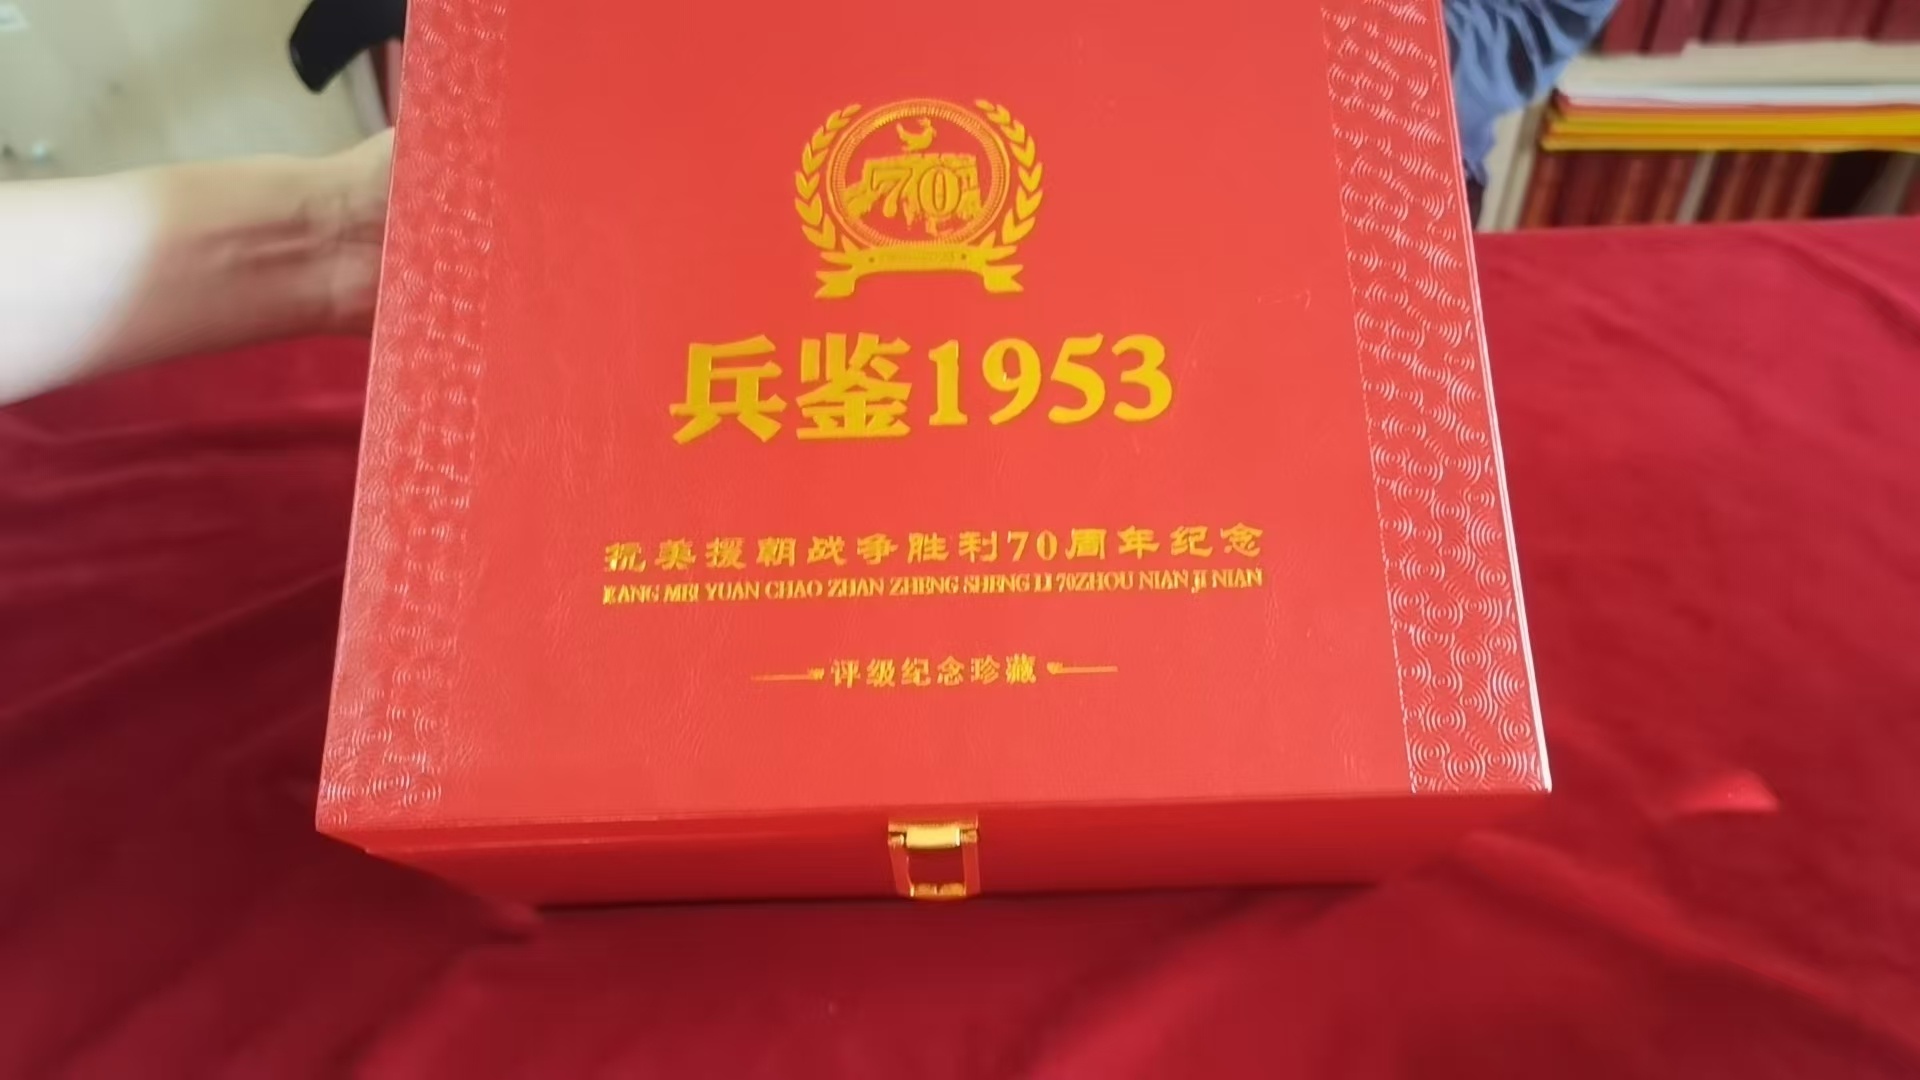 70
兵鉴1953
抗美援朝战争胜利70周年纪念
KANG MEI YUAN CHAO ZHAN ZHENG SHENG LI 70ZHOU NIAN JI NIAN
评级纪念珍藏